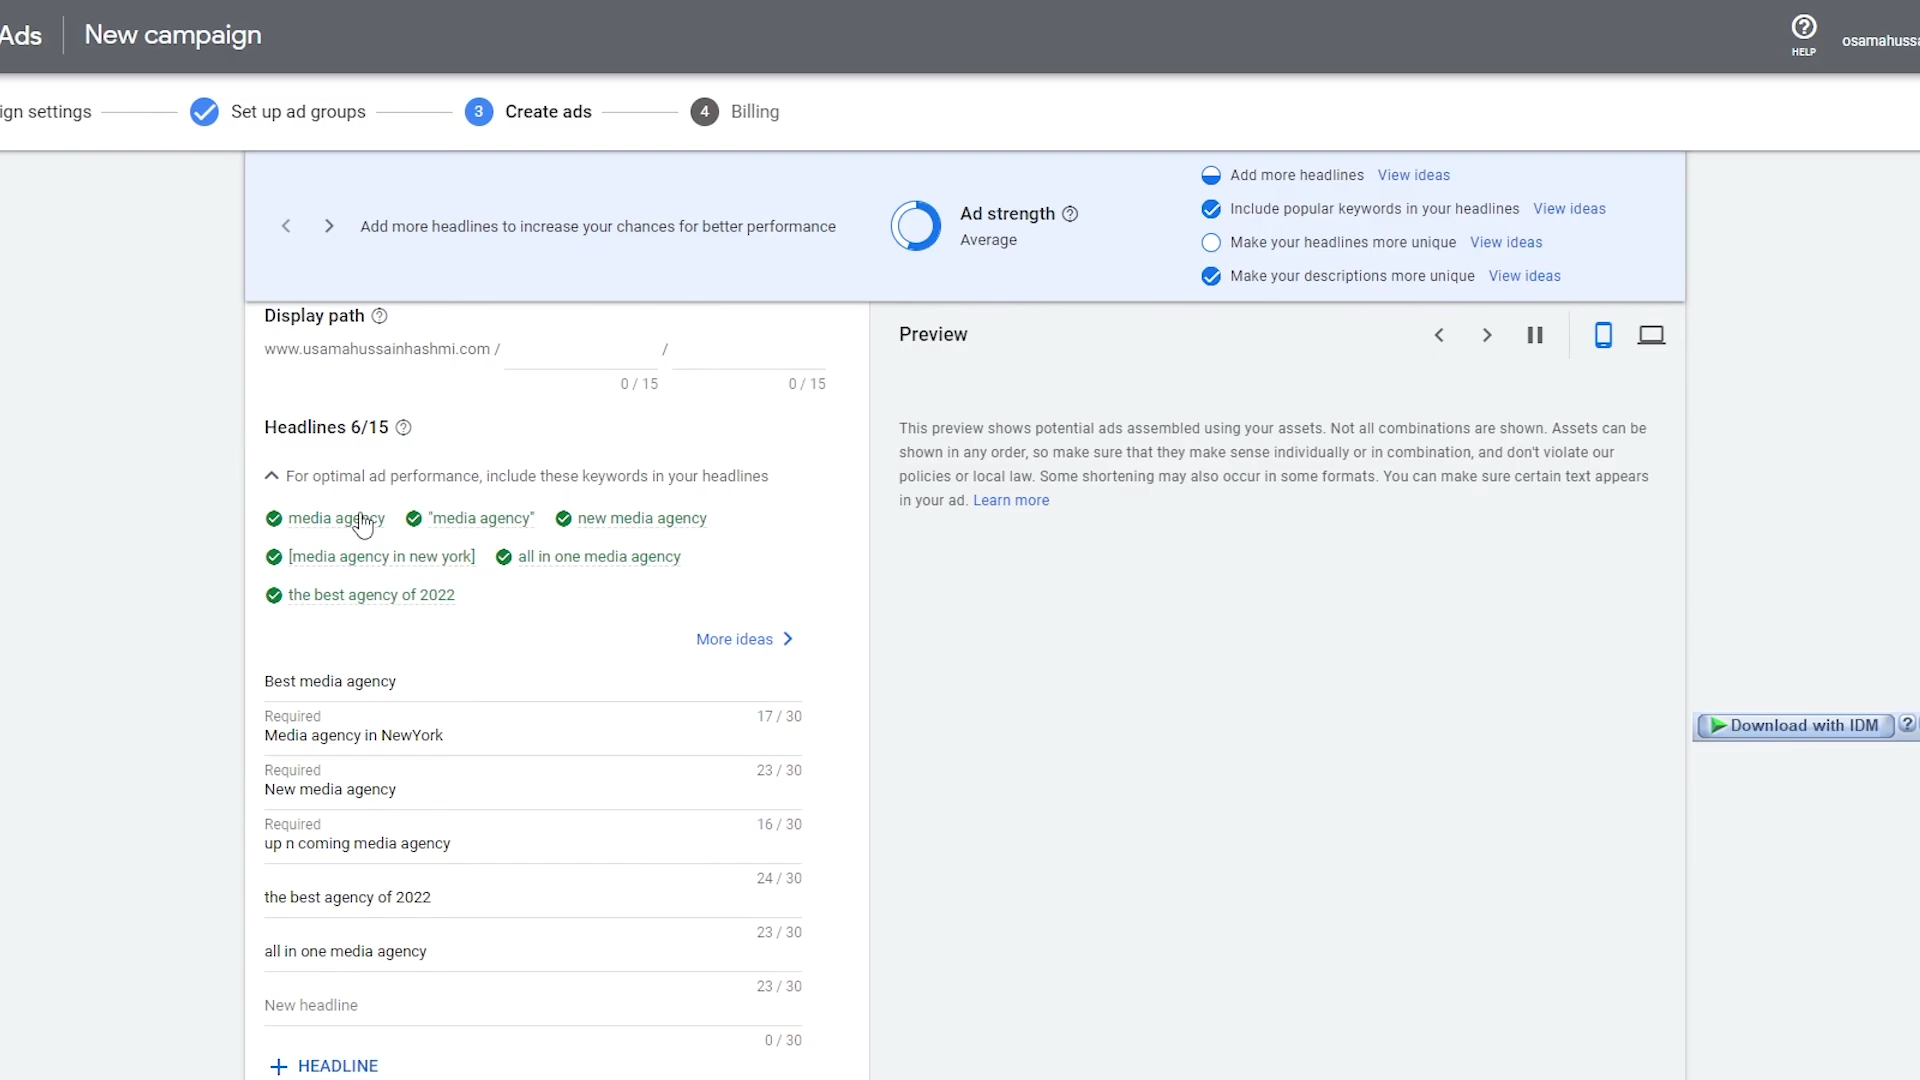 Ads New campaign
HELP
osamahussa
ign settings
Set up ad groups
3 Create ads
4 Billing
Add more headlines to increase your chances for better performance
Ad strength
Average
Add more headlines View ideas
Include popular keywords in your headlines View ideas
Make your headlines more unique View ideas
Make your descriptions more unique View ideas
Display path
www.usamahussainhashmi.com / /
0 / 15 0 / 15
Headlines 6/15
For optimal ad performance, include these keywords in your headlines
media agency "media agency" new media agency
[media agency in new york] all in one media agency
the best agency of 2022
More ideas
Best media agency
Required 17 / 30
Media agency in NewYork
Required 23 / 30
New media agency
Required 16 / 30
up n coming media agency
24 / 30
the best agency of 2022
23 / 30
all in one media agency
23 / 30
New headline
0 / 30
+ HEADLINE
Preview
This preview shows potential ads assembled using your assets. Not all combinations are shown. Assets can be
shown in any order, so make sure that they make sense individually or in combination, and don't violate our
policies or local law. Some shortening may also occur in some formats. You can make sure certain text appears
in your ad. Learn more
Download with IDM ?